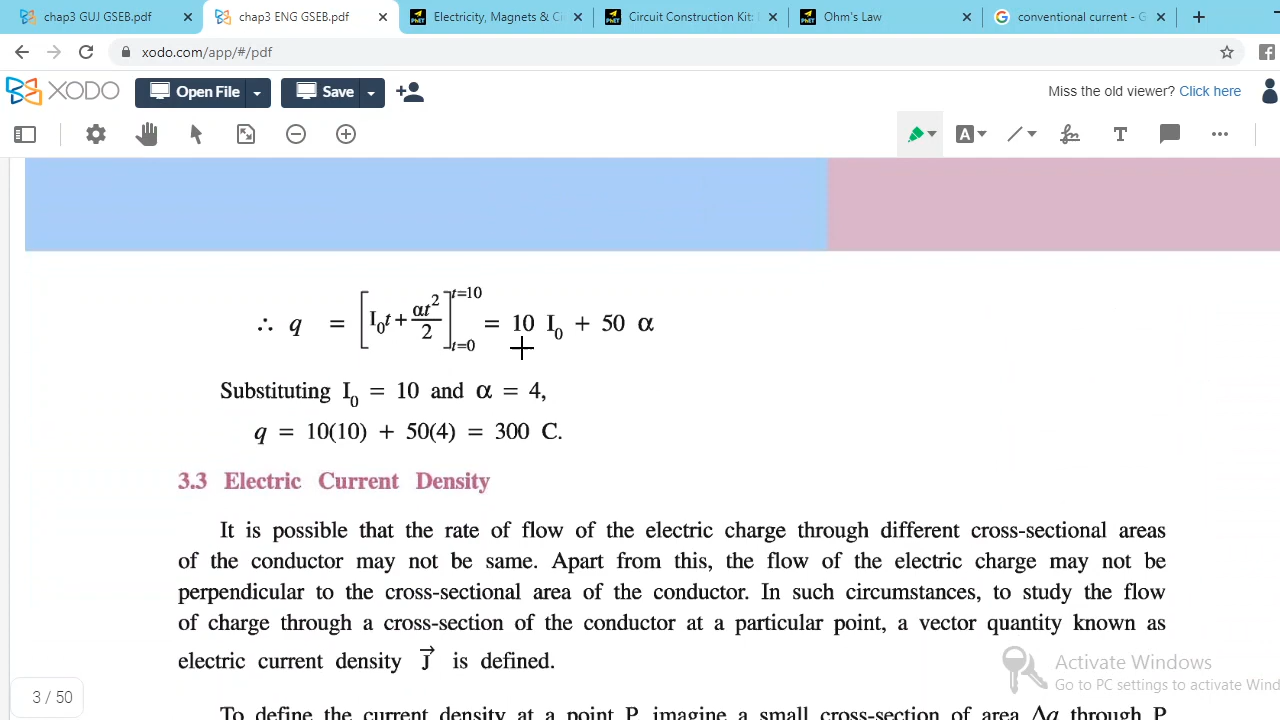 chap3 GUJ GSEB.pdf × chap3 ENG GSEB.pdf × PhET Electricity, Magnets & Ci × PhET Circuit Construction Kit: × PhET Ohm's Law × conventional current - G × +
xodo.com/app/#/pdf
XODO Open File Save Miss the old viewer? Click here
A T
∴ q = [I₀t + αt²/2]ᵗ⁼¹⁰ₜ₌₀ = 10 I₀ + 50 α
Substituting I₀ = 10 and α = 4,
q = 10(10) + 50(4) = 300 C.
3.3 Electric Current Density
It is possible that the rate of flow of the electric charge through different cross-sectional areas
of the conductor may not be same. Apart from this, the flow of the electric charge may not be
perpendicular to the cross-sectional area of the conductor. In such circumstances, to study the flow
of charge through a cross-section of the conductor at a particular point, a vector quantity known as
electric current density J⃗ is defined.
Activate Windows
Go to PC settings to activate Wind
3 / 50
To define the current density at a point P, imagine a small cross-section of area Δa through P